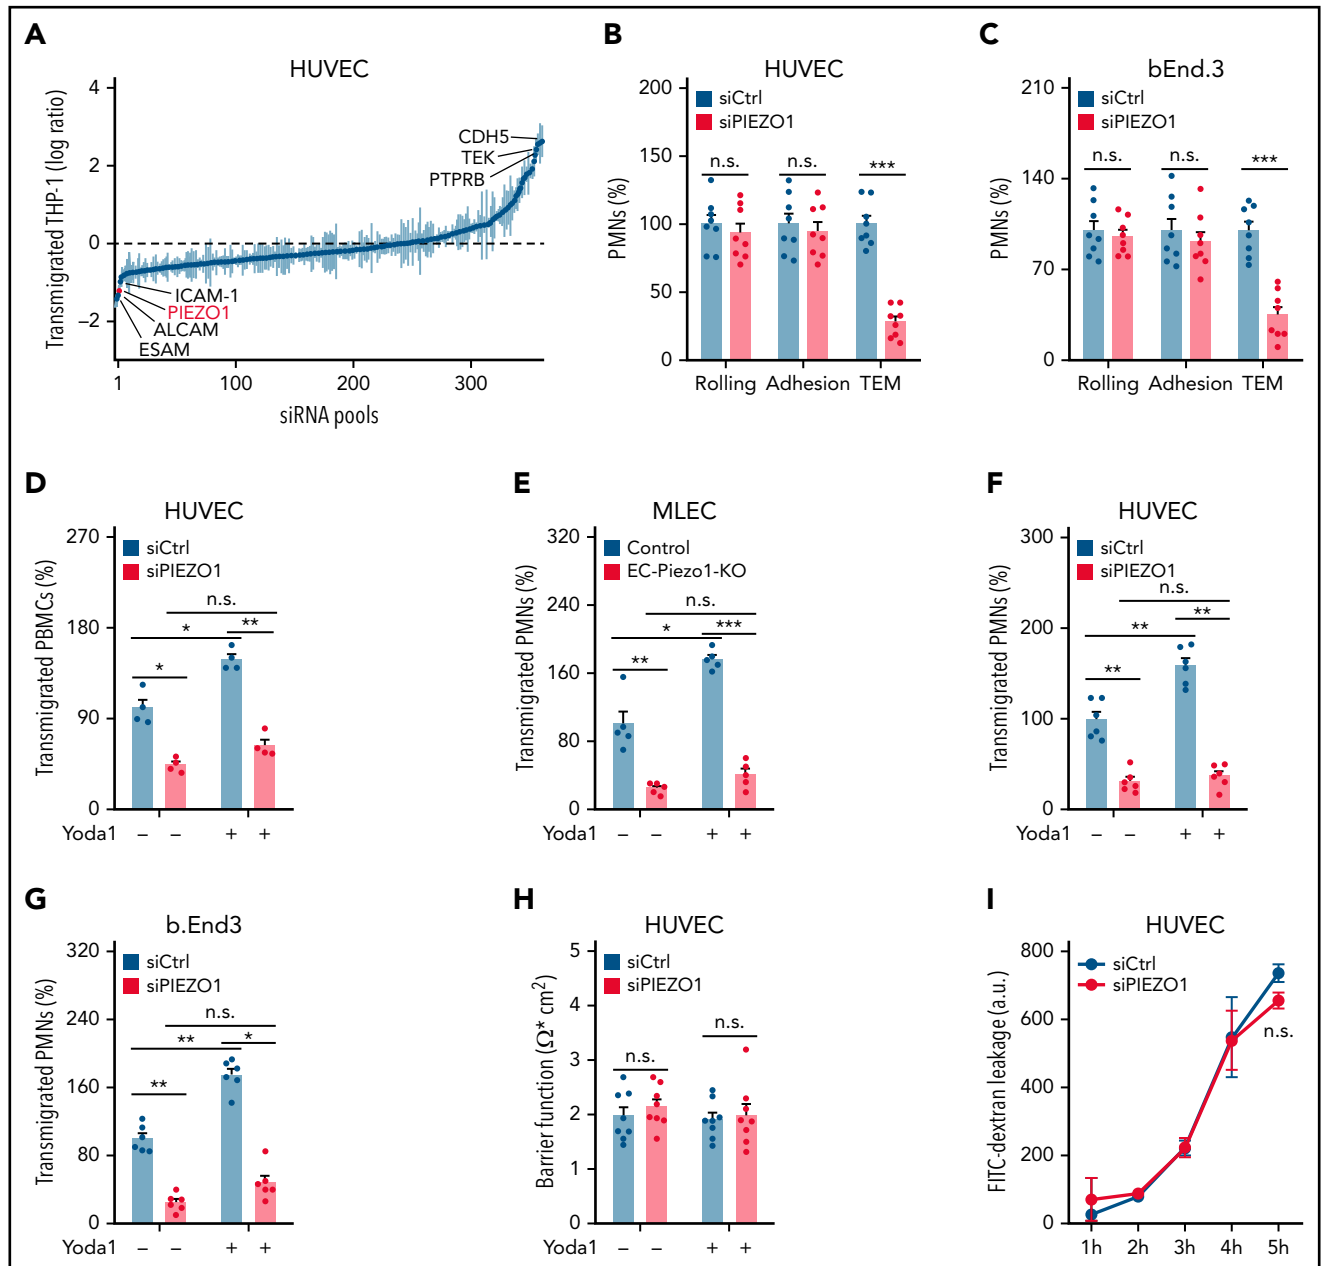 A
HUVEC
Transmigrated THP-1 (log ratio)
4
2
0
−2
CDH5
TEK
PTPRB
ICAM-1
PIEZO1
ALCAM
ESAM
1 100 200 300
siRNA pools
B
HUVEC
siCtrl
siPIEZO1
PMNs (%)
200
150
100
50
0
n.s. n.s. ***
Rolling Adhesion TEM
C
bEnd.3
siCtrl
siPIEZO1
PMNs (%)
210
140
70
0
n.s. n.s. ***
Rolling Adhesion TEM
D
HUVEC
siCtrl
siPIEZO1
Transmigrated PBMCs (%)
270
180
90
0
n.s.
* **
*
Yoda1 − − + +
E
MLEC
Control
EC-Piezo1-KO
Transmigrated PMNs (%)
320
240
160
80
0
n.s.
* ***
**
Yoda1 − − + +
F
HUVEC
siCtrl
siPIEZO1
Transmigrated PMNs (%)
300
200
100
0
n.s.
** **
**
Yoda1 − − + +
G
b.End3
siCtrl
siPIEZO1
Transmigrated PMNs (%)
320
240
160
80
0
n.s.
** *
**
Yoda1 − − + +
H
HUVEC
siCtrl
siPIEZO1
Barrier function (Ω* cm²)
5
4
3
2
1
0
n.s.
n.s.
Yoda1 − − + +
I
HUVEC
siCtrl
siPIEZO1
FITC-dextran leakage (a.u.)
800
600
400
200
0
n.s.
1h 2h 3h 4h 5h